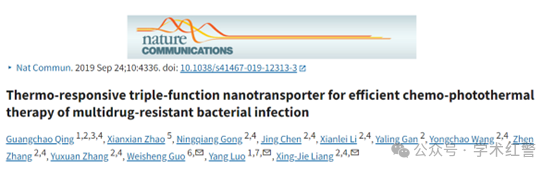 nature
COMMUNICATIONS
• Nat Commun. 2019 Sep 24;10:4336. doi: 10.1038/s41467-019-12313-3
Thermo-responsive triple-function nanotransporter for efficient chemo-photothermal
therapy of multidrug-resistant bacterial infection
Guangchao Qing 1,2,3,4, Xianxian Zhao 5, Ningqiang Gong 2,4, Jing Chen 2,4, Xianlei Li 2,4, Yaling Gan 2, Yongchao Wang 2,4, Zhen
Zhang 2,4, Yuxuan Zhang 2,4, Weisheng Guo 6,✉, Yang Luo 1,7,✉, Xing-Jie Liang 2,4,✉
公众号 · 学术红警